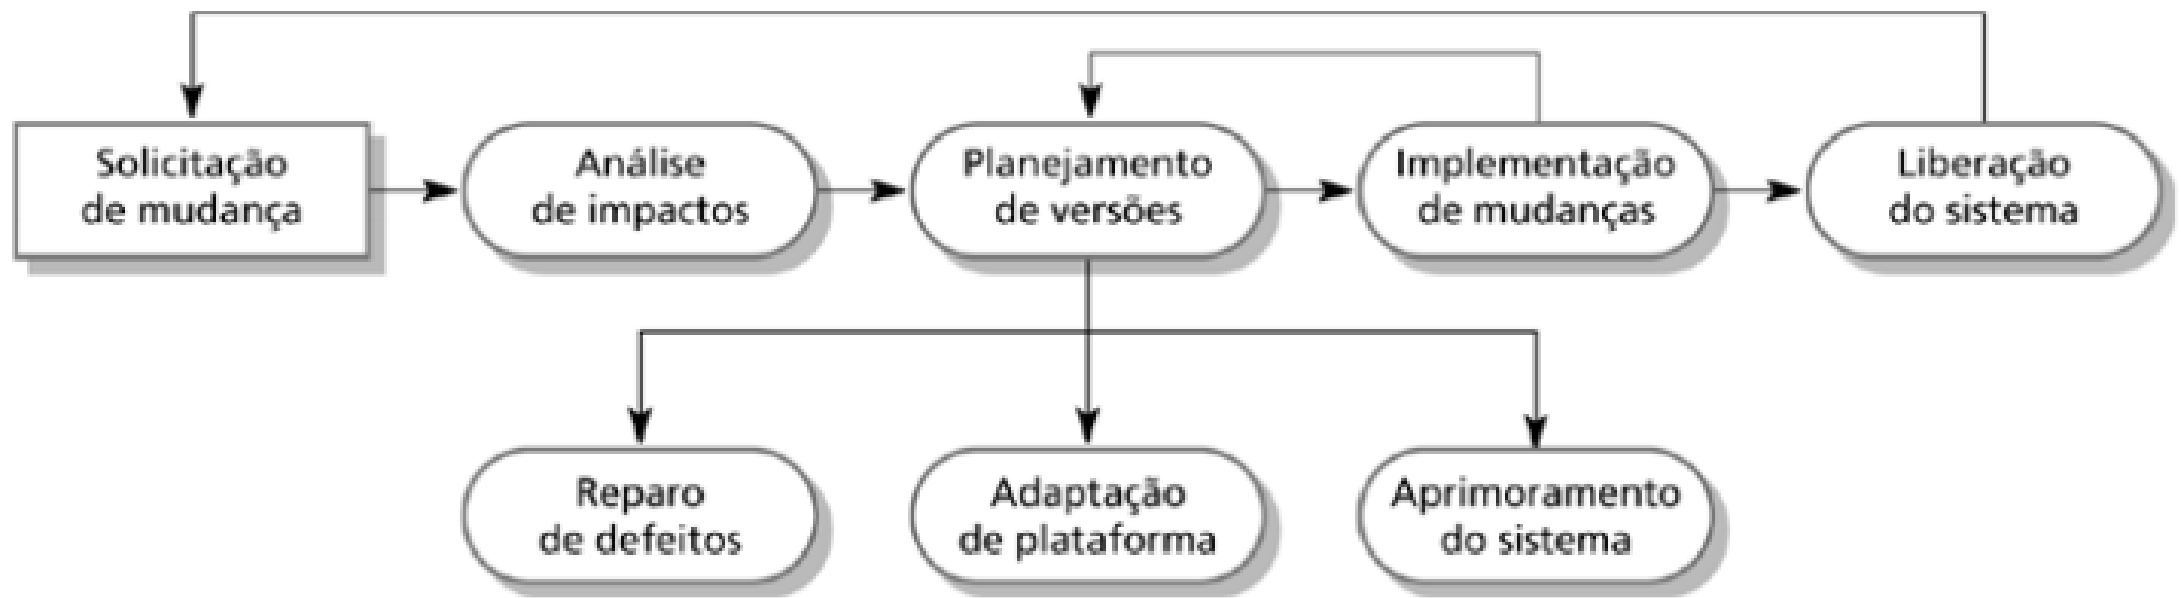 Solicitação
de mudança
Análise
de impactos
Planejamento
de versões
Implementação
de mudanças
Liberação
do sistema
Reparo
de defeitos
Adaptação
de plataforma
Aprimoramento
do sistema